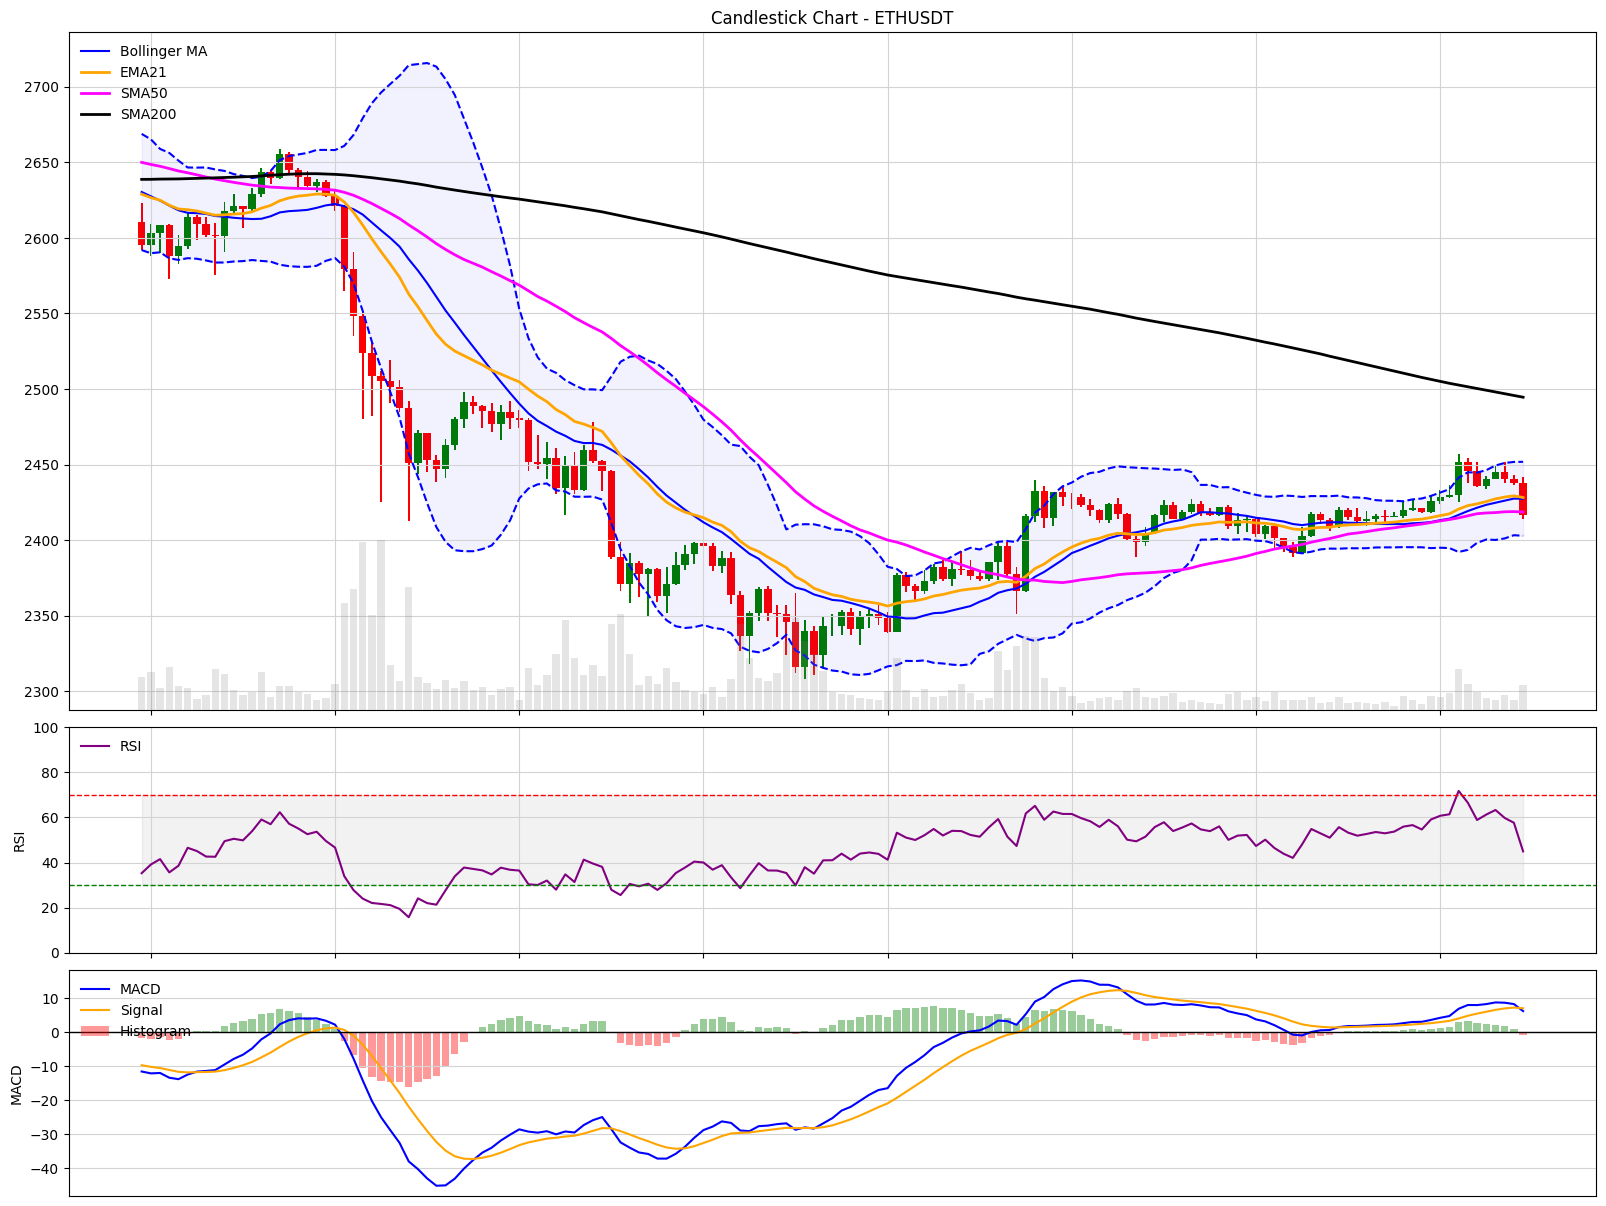 Candlestick Chart - ETHUSDT
Bollinger MA
EMA21
SMA50
SMA200
2700
2650
2600
2550
2500
2450
2400
2350
2300
RSI
100
80
60
40
20
0
RSI
MACD
Signal
Histogram
10
0
−10
−20
−30
−40
MACD